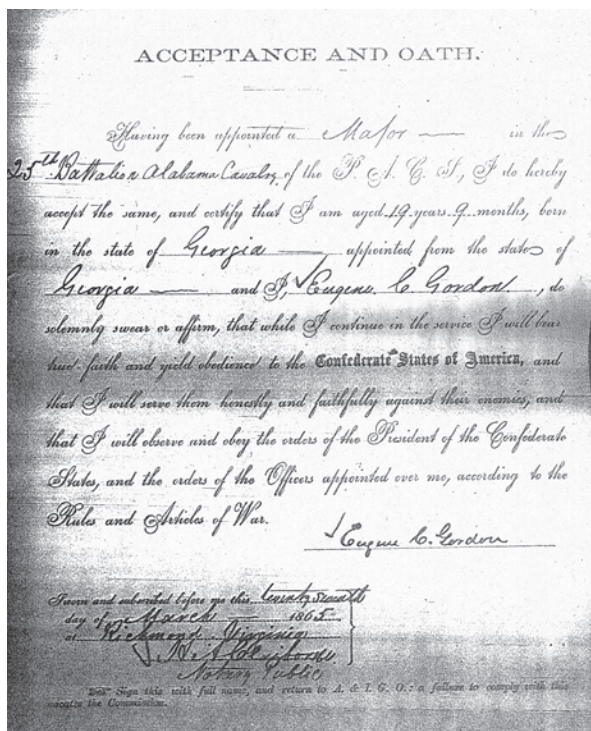 ACCEPTANCE AND OATH.
Having been appointed a Major in the
25th Battalion Alabama Cavalry of the P. A. C. S., I do hereby
accept the same, and certify that I am aged 19 years 9 months, born
in the state of Georgia appointed from the state of
Georgia and I, Eugene C. Gordon, do
solemnly swear or affirm, that while I continue in the service I will bear
true faith and yield obedience to the Confederate States of America, and
that I will serve them honestly and faithfully against their enemies, and
that I will observe and obey the orders of the President of the Confederate
States, and the orders of the Officers appointed over me, according to the
Rules and Articles of War.
Eugene C. Gordon
Sworn and subscribed before me this twenty seventh
day of March 1865
at Richmond Virginia
A Claiborne
Notary Public
Sign this with full name, and return to A. & I. G. O.: a failure to comply with this
vacates the Commission.